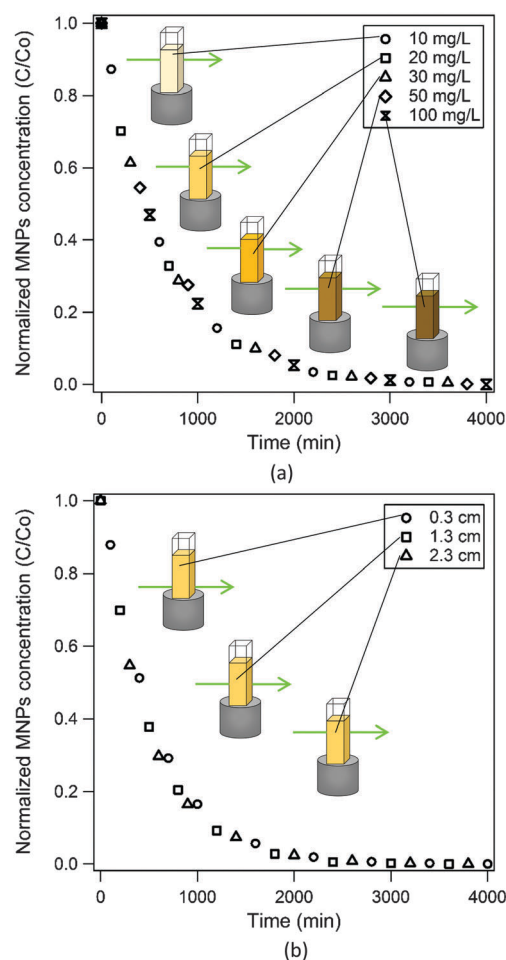 Normalized MNPs concentration (C/Co)
1.0
0.8
0.6
0.4
0.2
0.0
10 mg/L
20 mg/L
30 mg/L
50 mg/L
100 mg/L
0
1000
2000
3000
4000
Time (min)
(a)
Normalized MNPs concentration (C/Co)
1.0
0.8
0.6
0.4
0.2
0.0
0.3 cm
1.3 cm
2.3 cm
0
1000
2000
3000
4000
Time (min)
(b)